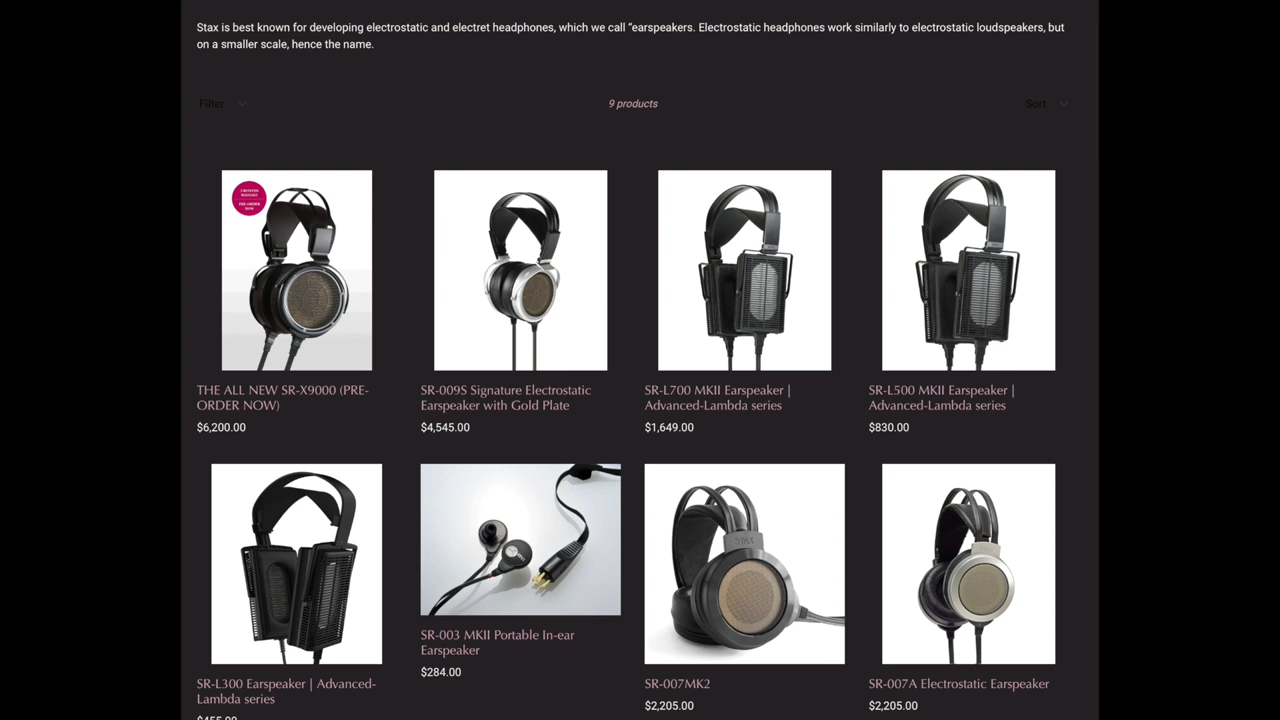 Stax is best known for developing electrostatic and electret headphones, which we call “earspeakers. Electrostatic headphones work similarly to electrostatic loudspeakers, but
on a smaller scale, hence the name.
Filter
9 products
Sort
THE ALL NEW SR-X9000 (PRE-
ORDER NOW)
$6,200.00
SR-009S Signature Electrostatic
Earspeaker with Gold Plate
$4,545.00
SR-L700 MKII Earspeaker |
Advanced-Lambda series
$1,649.00
SR-L500 MKII Earspeaker |
Advanced-Lambda series
$830.00
SR-L300 Earspeaker | Advanced-
Lambda series
$455.00
SR-003 MKII Portable In-ear
Earspeaker
$284.00
STAX
SR-007MK2
$2,205.00
SR-007A Electrostatic Earspeaker
$2,205.00